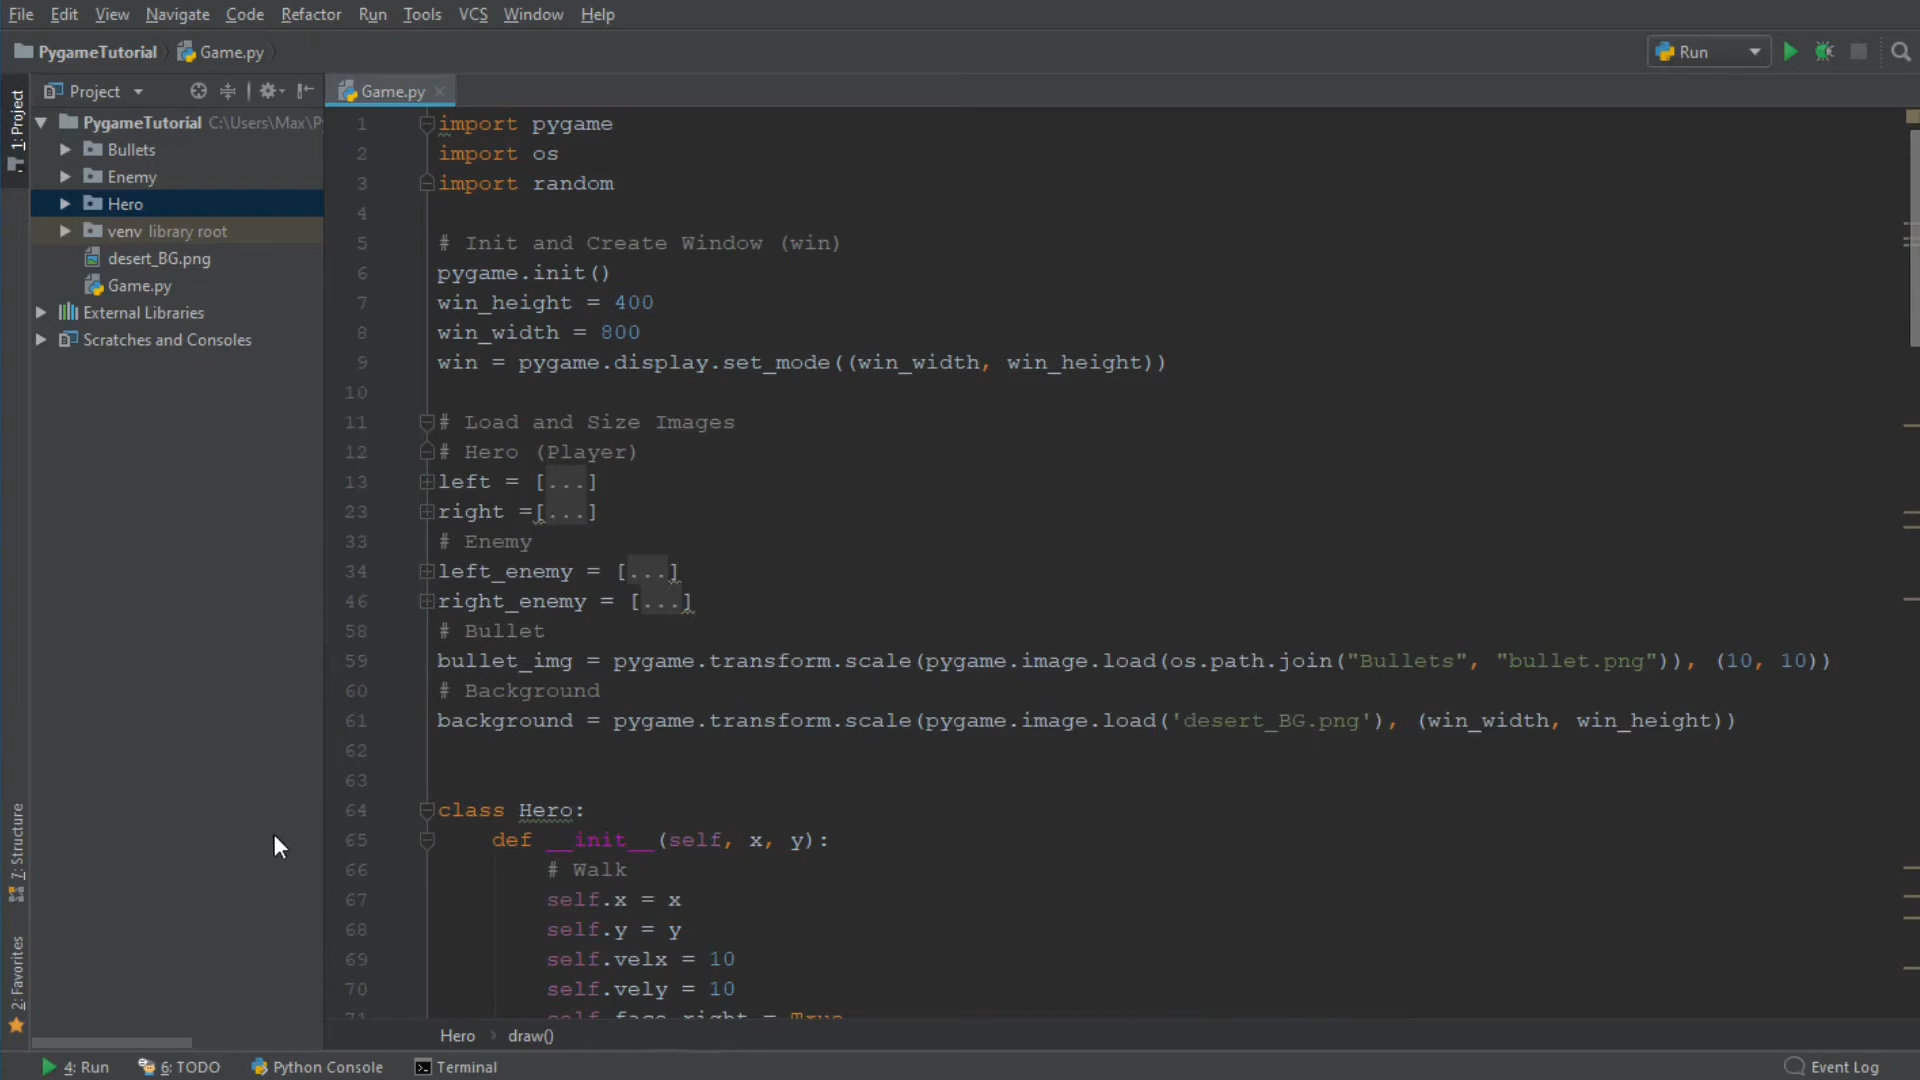 File Edit View Navigate Code Refactor Run Tools VCS Window Help
PygameTutorial Game.py Run
1: Project
Project
Game.py
PygameTutorial C:\Users\Max\P
Bullets
Enemy
Hero
venv library root
desert_BG.png
Game.py
External Libraries
Scratches and Consoles
7: Structure
2: Favorites
1 import pygame
2 import os
3 import random
4
5 # Init and Create Window (win)
6 pygame.init()
7 win_height = 400
8 win_width = 800
9 win = pygame.display.set_mode((win_width, win_height))
10
11 # Load and Size Images
12 # Hero (Player)
13 left = [...]
23 right =[...]
33 # Enemy
34 left_enemy = [...]
46 right_enemy = [...]
58 # Bullet
59 bullet_img = pygame.transform.scale(pygame.image.load(os.path.join("Bullets", "bullet.png")), (10, 10))
60 # Background
61 background = pygame.transform.scale(pygame.image.load('desert_BG.png'), (win_width, win_height))
62
63
64 class Hero:
65 def __init__(self, x, y):
66 # Walk
67 self.x = x
68 self.y = y
69 self.velx = 10
70 self.vely = 10
71 self.face_right = True
Hero draw()
4: Run 6: TODO Python Console Terminal Event Log